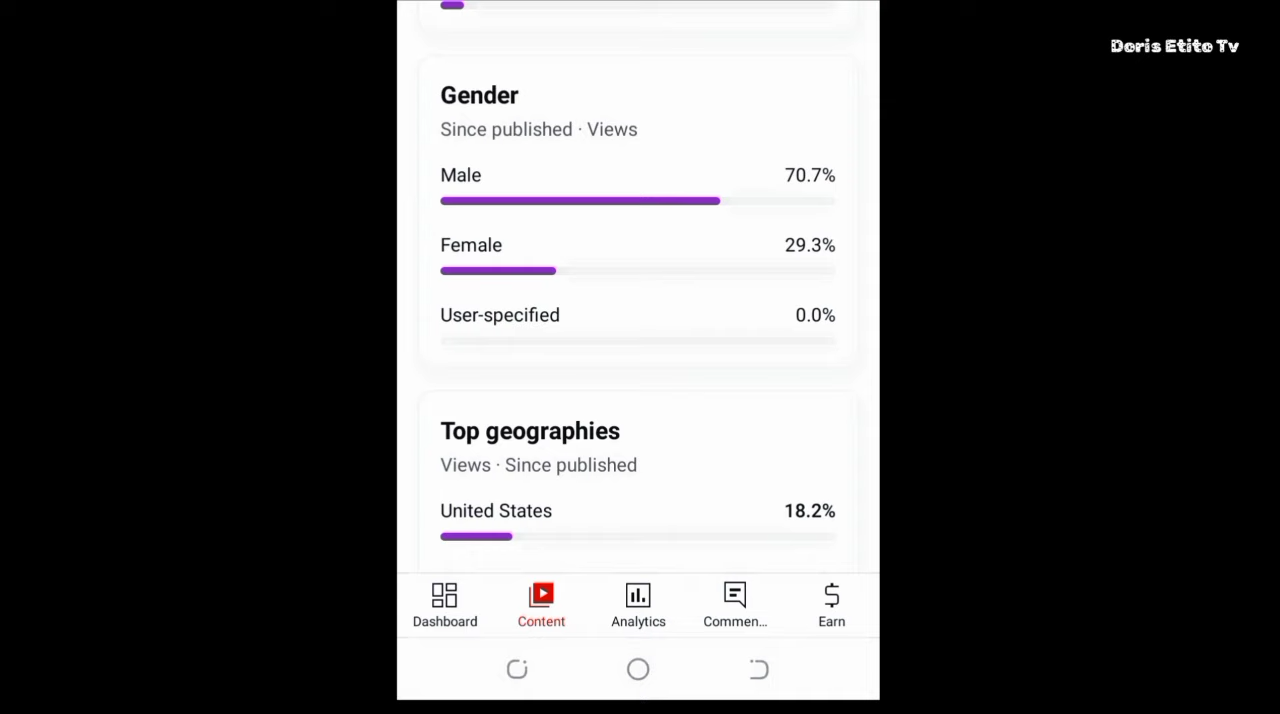 Doris Etito Tv
Gender
Since published · Views
Male 70.7%
Female 29.3%
User-specified 0.0%
Top geographies
Views · Since published
United States 18.2%
Dashboard Content Analytics Commen... Earn